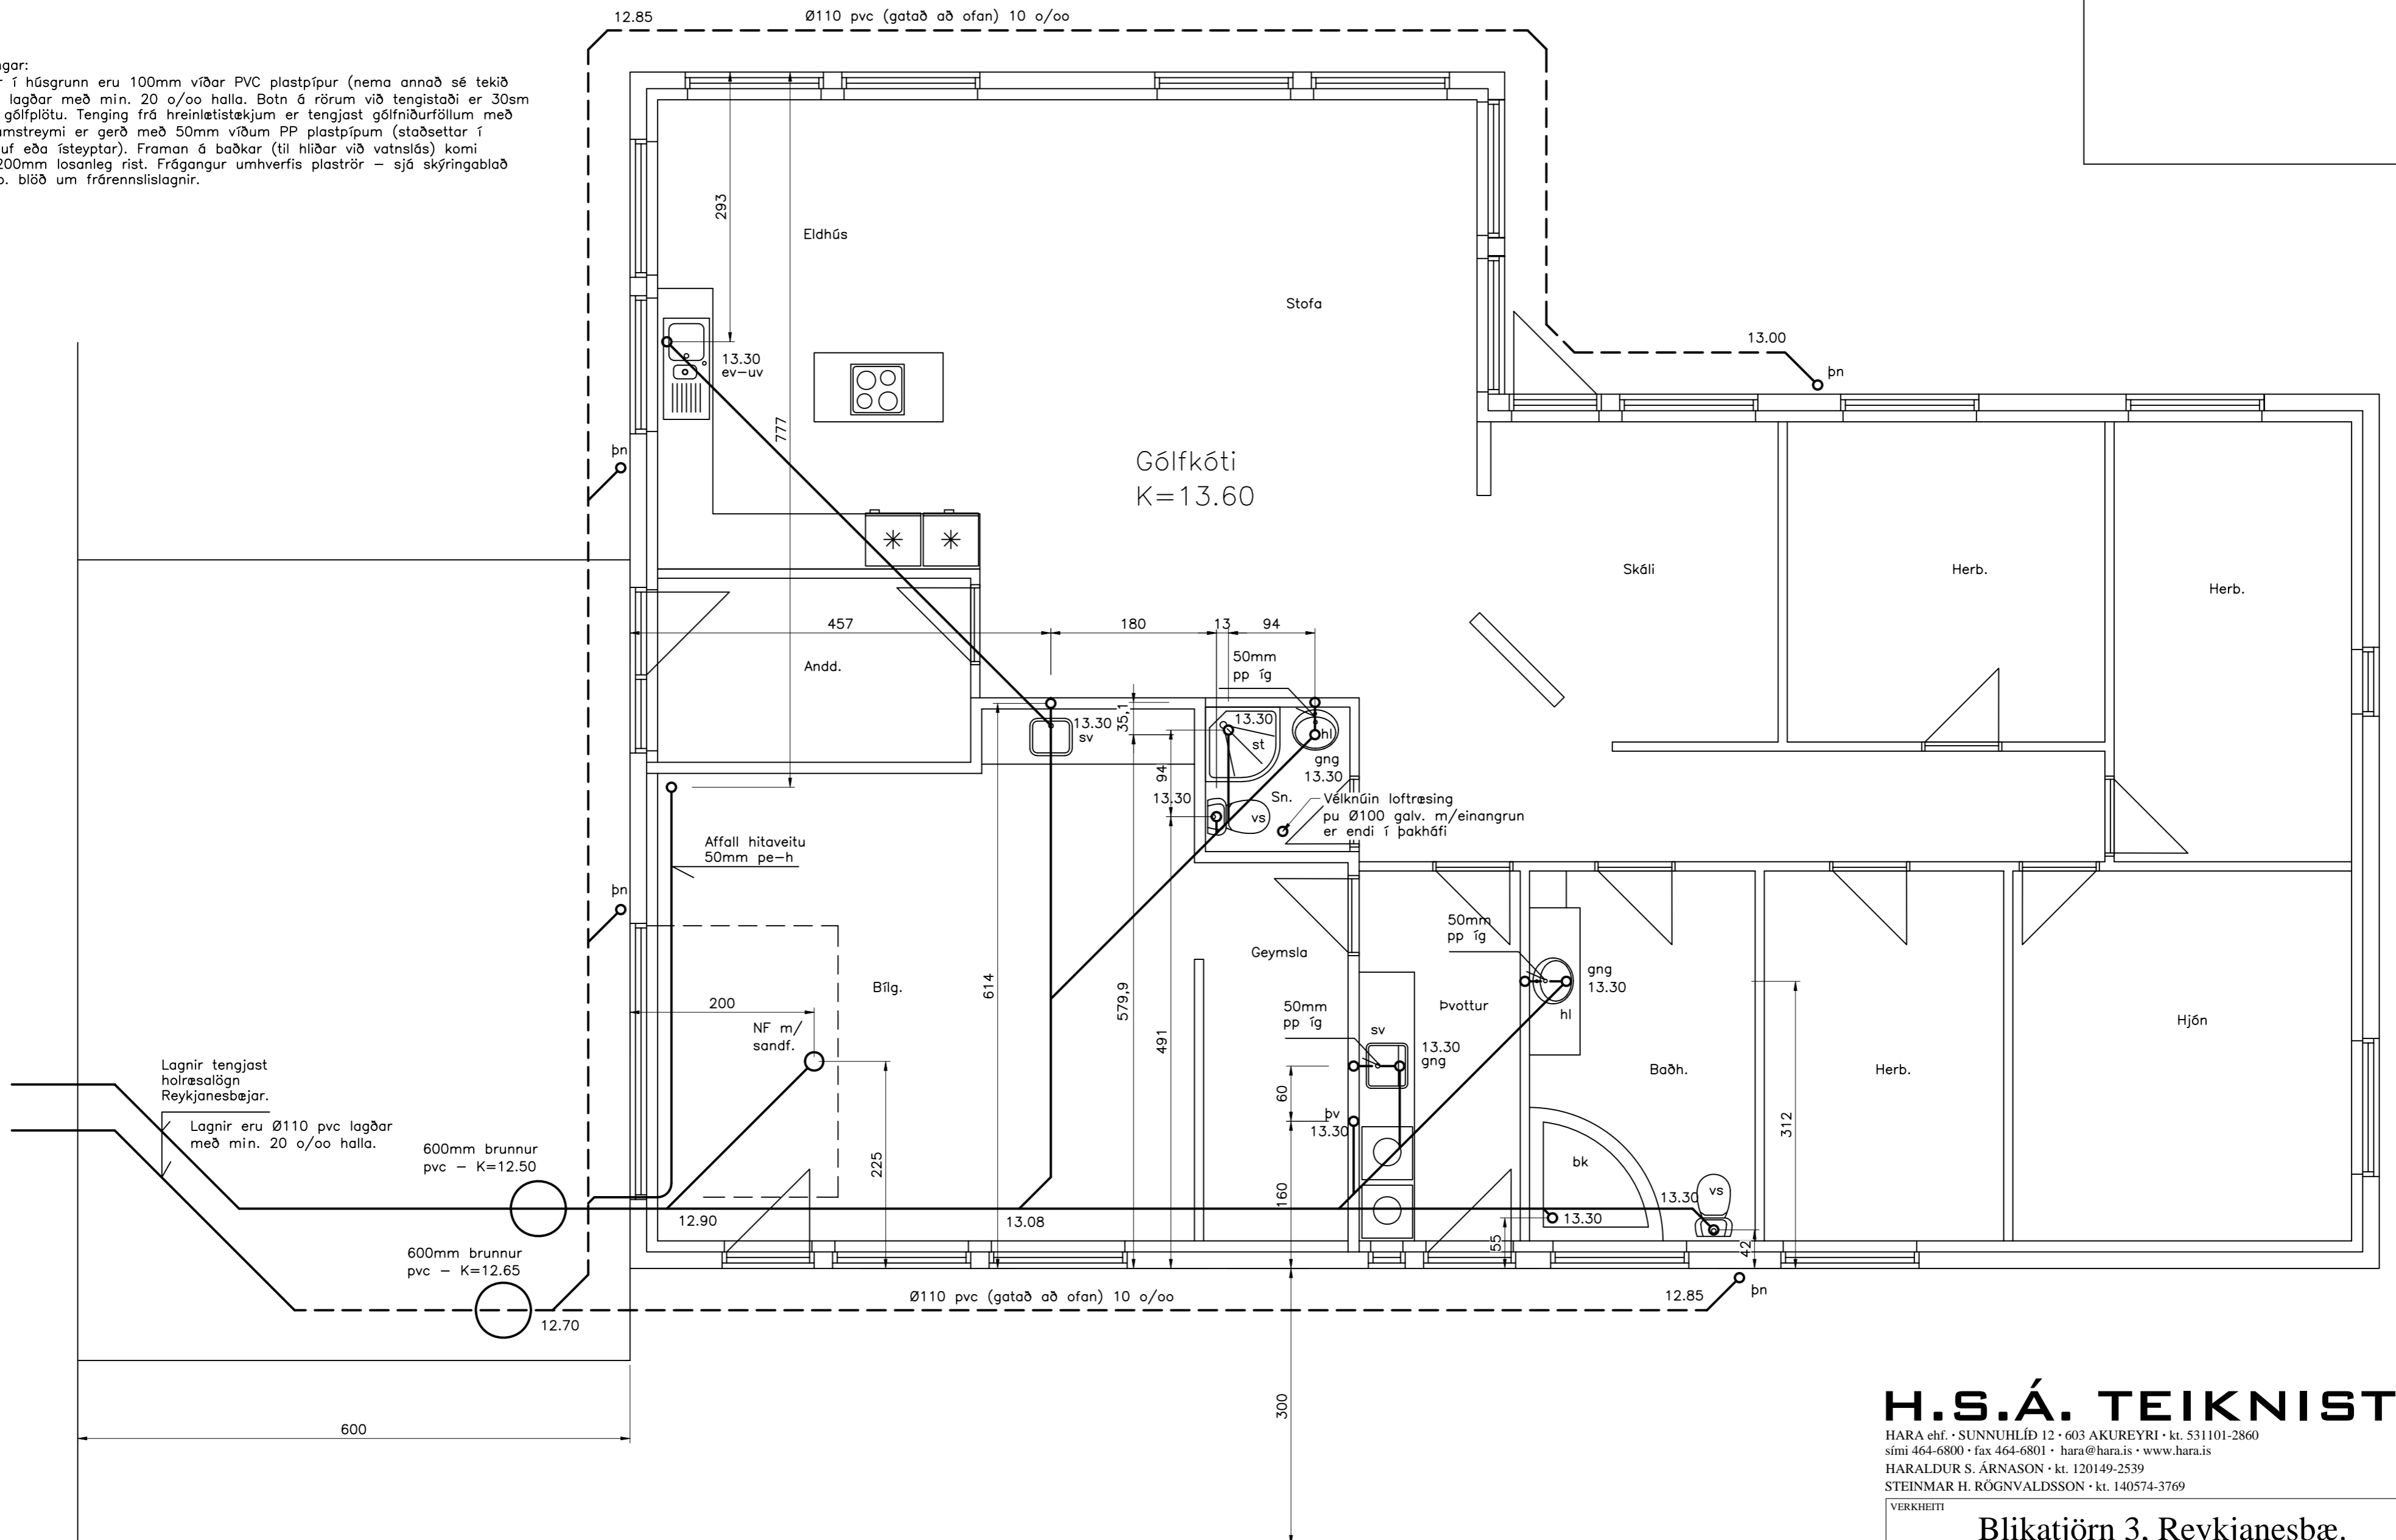 12.85
Ø110 pvc (gatað að ofan) 10 o/oo
í húsgrunn eru 100mm víðar PVC plastpípur (nema annað sé tekið
lagðar með min. 20 o/oo halla. Botn á rörum við tengistaði er 30sm
gólfplötu. Tenging frá hreinlætistækjum er tengjast gólfniðurföllum með
er gerð með 50mm víðum PP plastpípum (staðsettar í
eða ísteyptar). Framan á baðkar (til hliðar við vatnslás) komi
200mm losanleg rist. Frágangur umhverfis plaströr – sjá skýringablað
blöð um frárennslislagnir.
293
Eldhús
Stofa
13.00
þn
13.30
ev–uv
777
þn
Gólfkóti
K=13.60
Skáli
Herb.
Herb.
457
180
13
94
Andd.
50mm
pp íg
35,1
13.30
sv
13.30
st
hl
gng
13.30
94
13.30
vs
Sn.
Vélknúin loftræsing
pu Ø100 galv. m/einangrun
er endi í þakháfi
Affall hitaveitu
50mm pe–h
þn
50mm
pp íg
Geymsla
gng
13.30
hl
614
579,9
491
Bílg.
200
NF m/
sandf.
50mm
pp íg
sv
13.30
gng
Þvottur
Baðh.
Herb.
Hjón
60
þv
13.30
312
Lagnir tengjast
holræsalögn
Reykjanesbæjar.
Lagnir eru Ø110 pvc lagðar
með min. 20 o/oo halla.
600mm brunnur
pvc – K=12.50
225
160
bk
13.30
vs
12.90
13.08
13.30
55
42
600mm brunnur
pvc – K=12.65
12.70
Ø110 pvc (gatað að ofan) 10 o/oo
12.85
þn
300
600
H.S.Á. TEIKNIST
HARA ehf. · SUNNUHLÍÐ 12 · 603 AKUREYRI · kt. 531101-2860
sími 464-6800 · fax 464-6801 · hara@hara.is · www.hara.is
HARALDUR S. ÁRNASON · kt. 120149-2539
STEINMAR H. RÖGNVALDSSON · kt. 140574-3769
VERKHEITI
Blikatjörn 3, Reykjanesbæ.